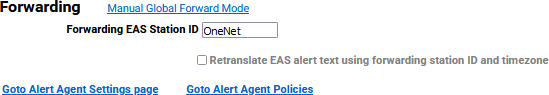 Forwarding Manual Global Forward Mode
Forwarding EAS Station ID OneNet
Retranslate EAS alert text using forwarding station ID and timezone
Goto Alert Agent Settings page Goto Alert Agent Policies